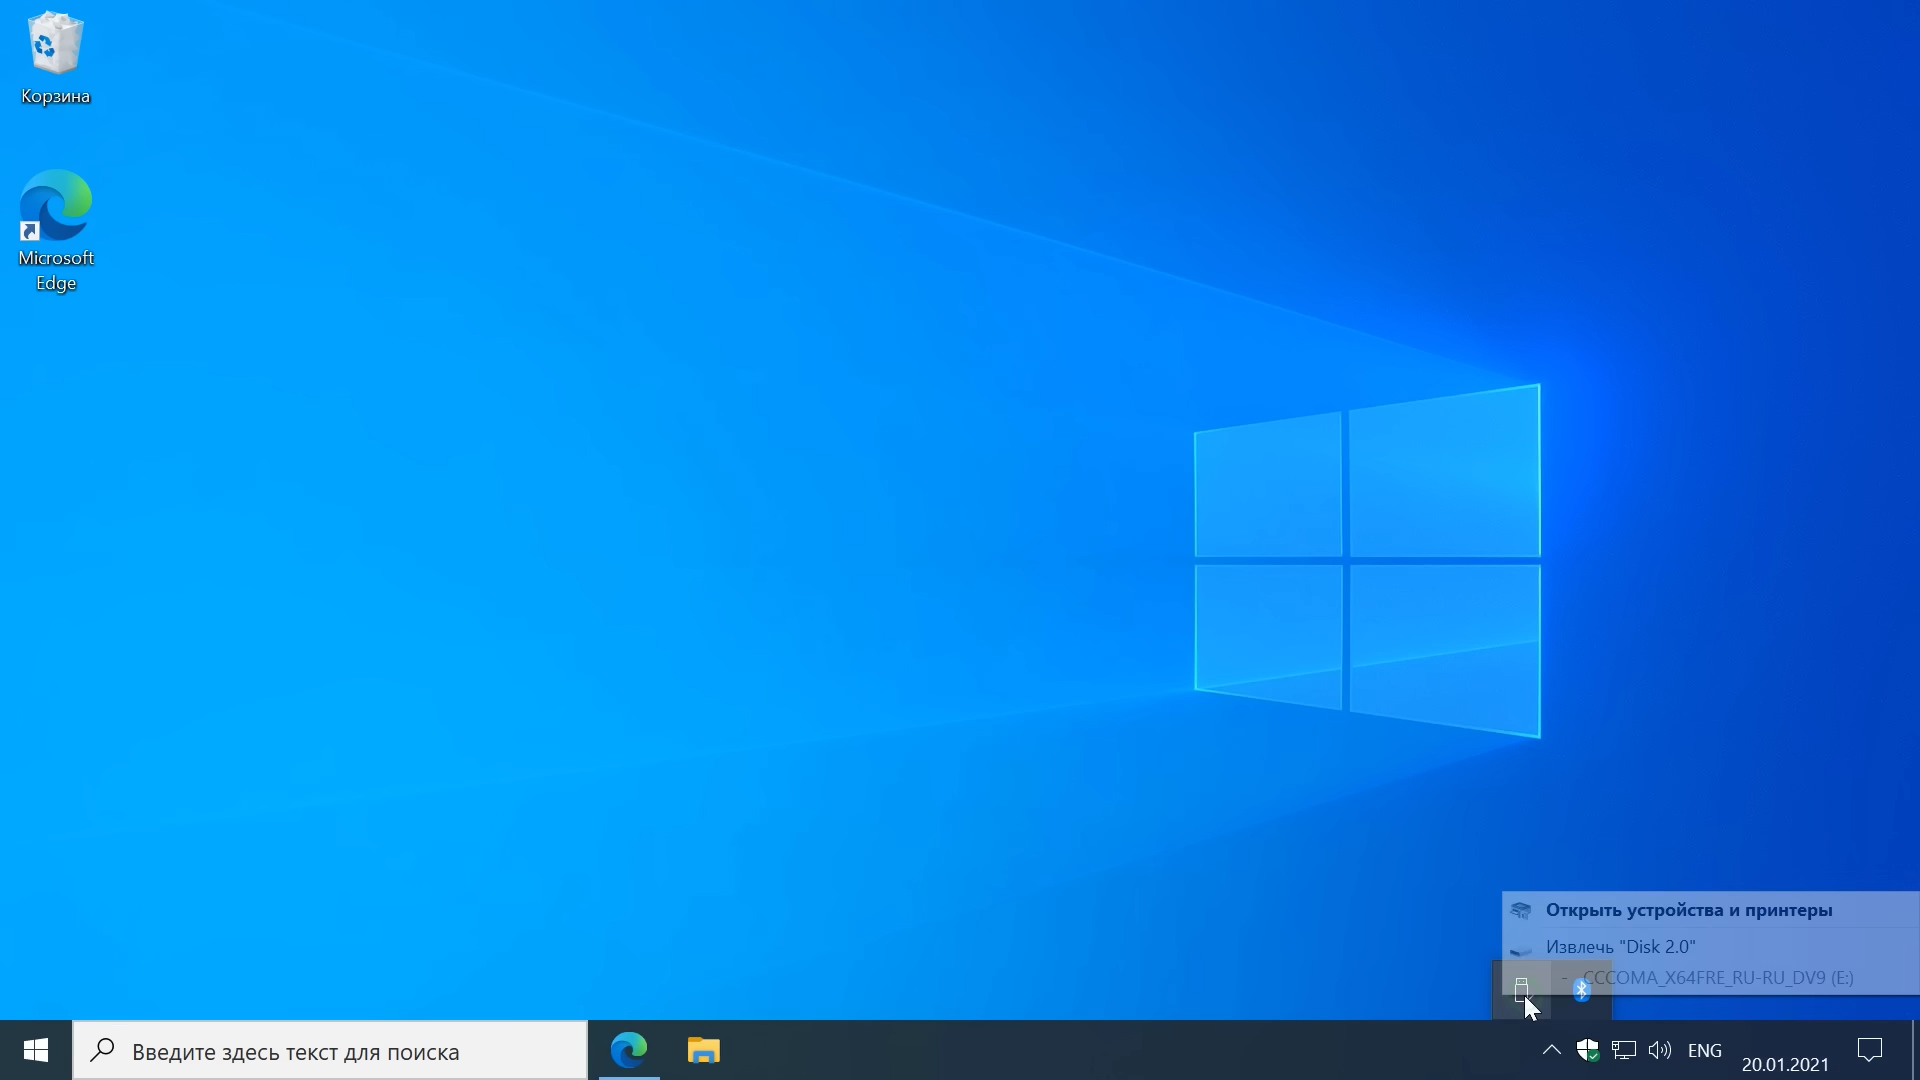 Корзина
Microsoft
Edge
Открыть устройства и принтеры
Извлечь "Disk 2.0"
- CCCOMA_X64FRE_RU-RU_DV9 (E:)
Введите здесь текст для поиска
ENG
20.01.2021